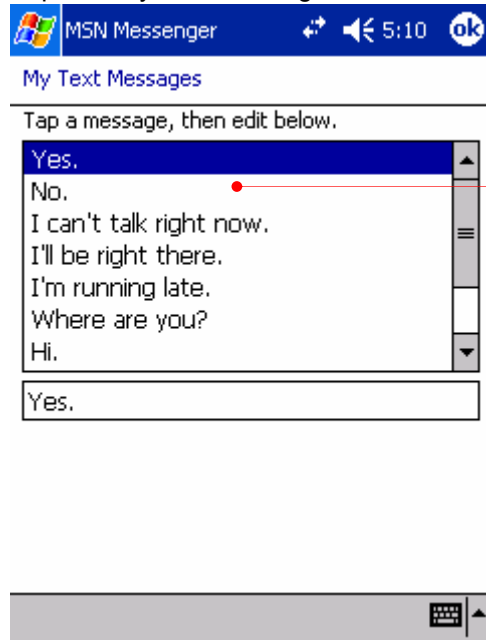 MSN Messenger 5:10 ok
My Text Messages
Tap a message, then edit below.
Yes.
No.
I can't talk right now.
I'll be right there.
I'm running late.
Where are you?
Hi.
Yes.